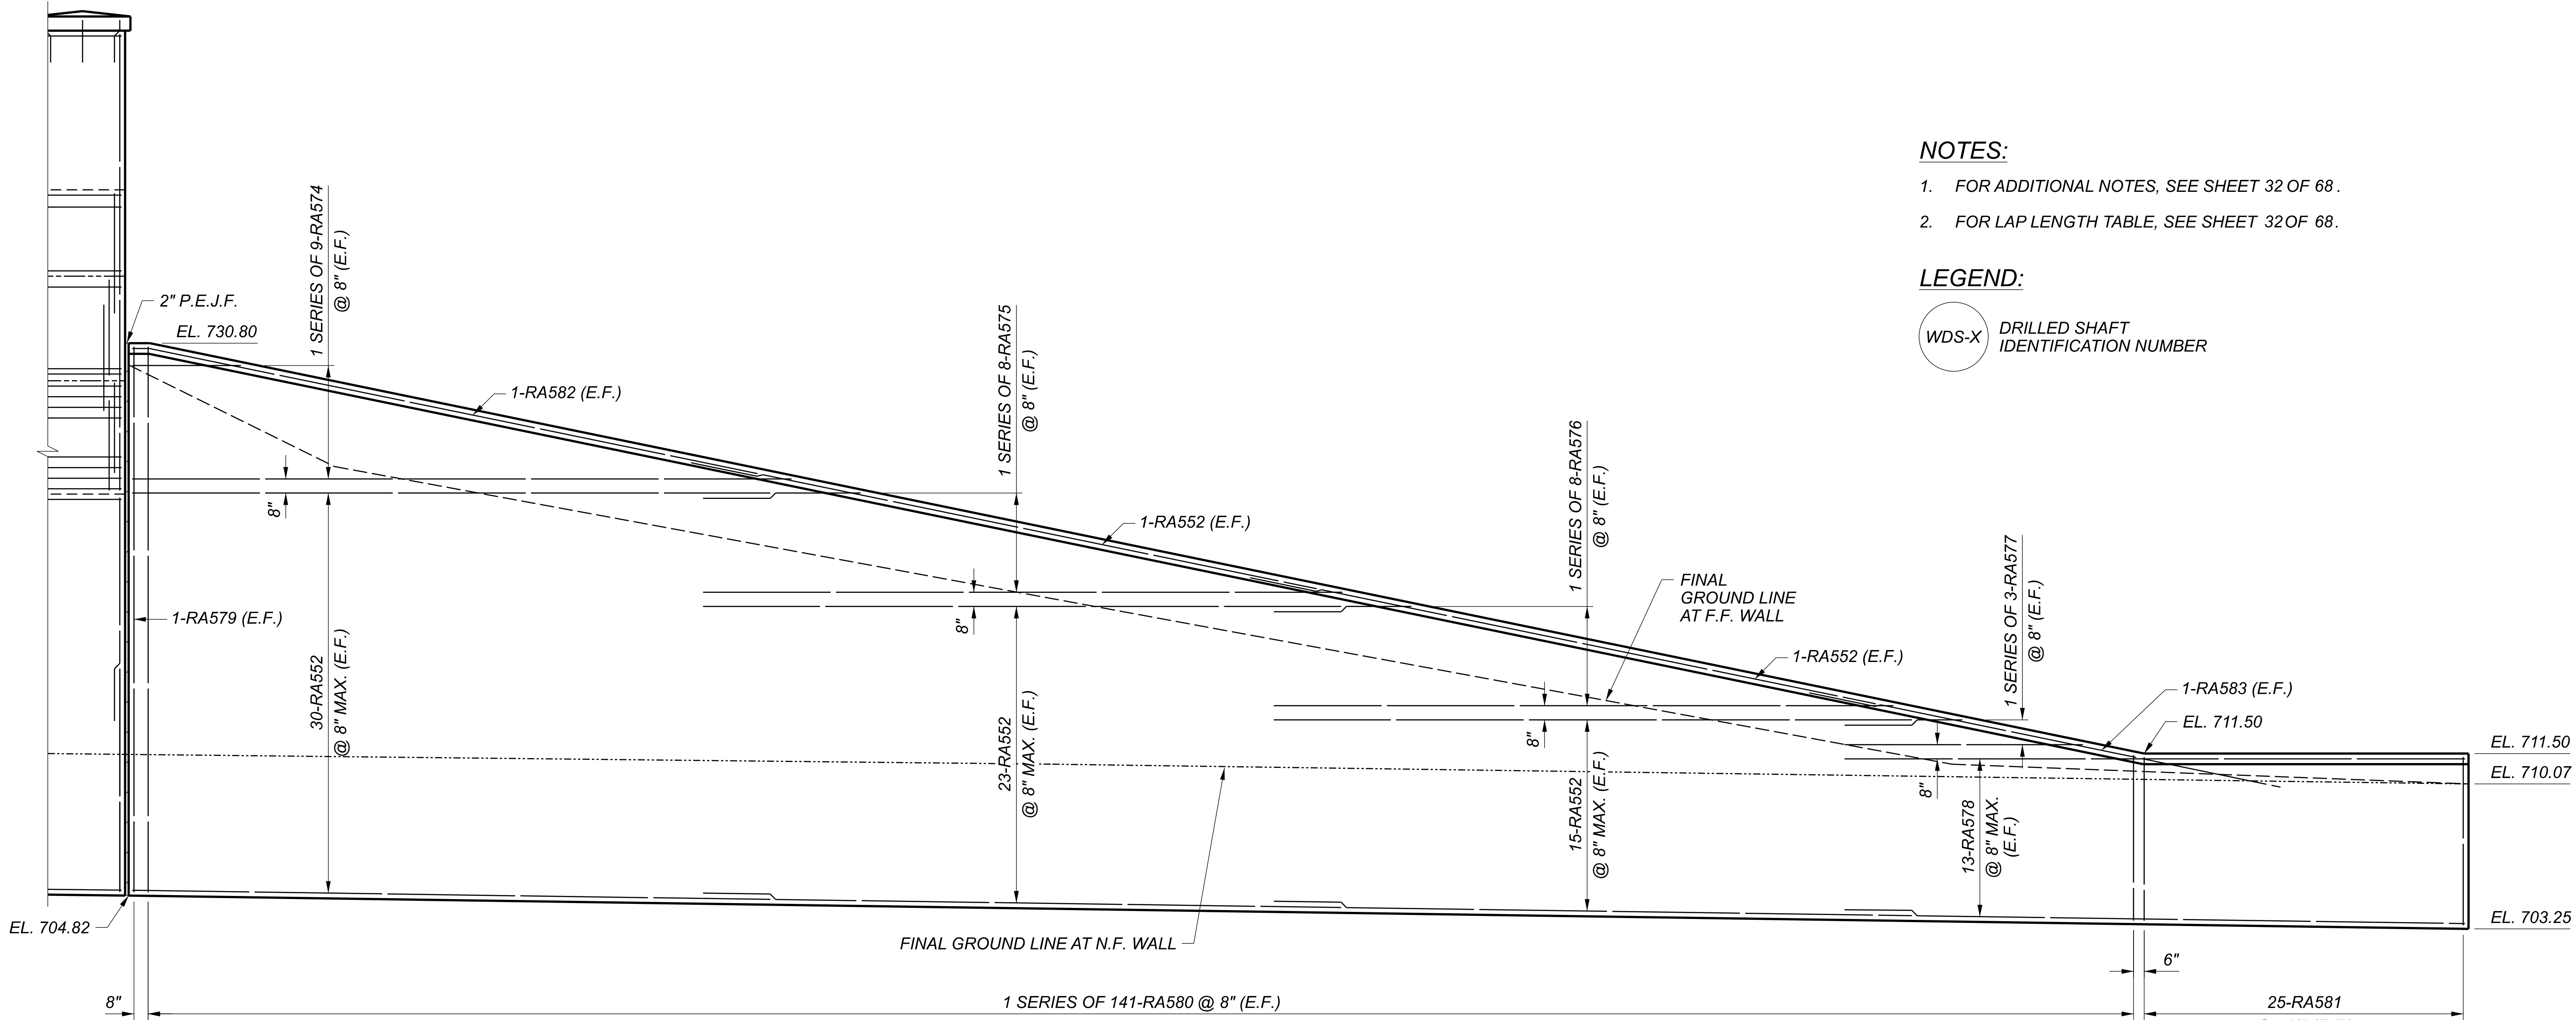 NOTES:
1. FOR ADDITIONAL NOTES, SEE SHEET 32 OF 68.
2. FOR LAP LENGTH TABLE, SEE SHEET 32 OF 68.
LEGEND:
WDS-X
DRILLED SHAFT
IDENTIFICATION NUMBER
2" P.E.J.F.
EL. 730.80
1 SERIES OF 9-RA574
@ 8" (E.F.)
1-RA582 (E.F.)
1 SERIES OF 8-RA575
@ 8" (E.F.)
1-RA552 (E.F.)
1 SERIES OF 8-RA576
@ 8" (E.F.)
FINAL
GROUND LINE
AT F.F. WALL
1 SERIES OF 3-RA577
@ 8" (E.F.)
1-RA552 (E.F.)
1-RA583 (E.F.)
EL. 711.50
8"
8"
8"
8"
1-RA579 (E.F.)
30-RA552
@ 8" MAX. (E.F.)
23-RA552
@ 8" MAX. (E.F.)
15-RA552
@ 8" MAX. (E.F.)
13-RA578
@ 8" MAX.
(E.F.)
EL. 711.50
EL. 710.07
EL. 703.25
EL. 704.82
FINAL GROUND LINE AT N.F. WALL
6"
8"
1 SERIES OF 141-RA580 @ 8" (E.F.)
25-RA581